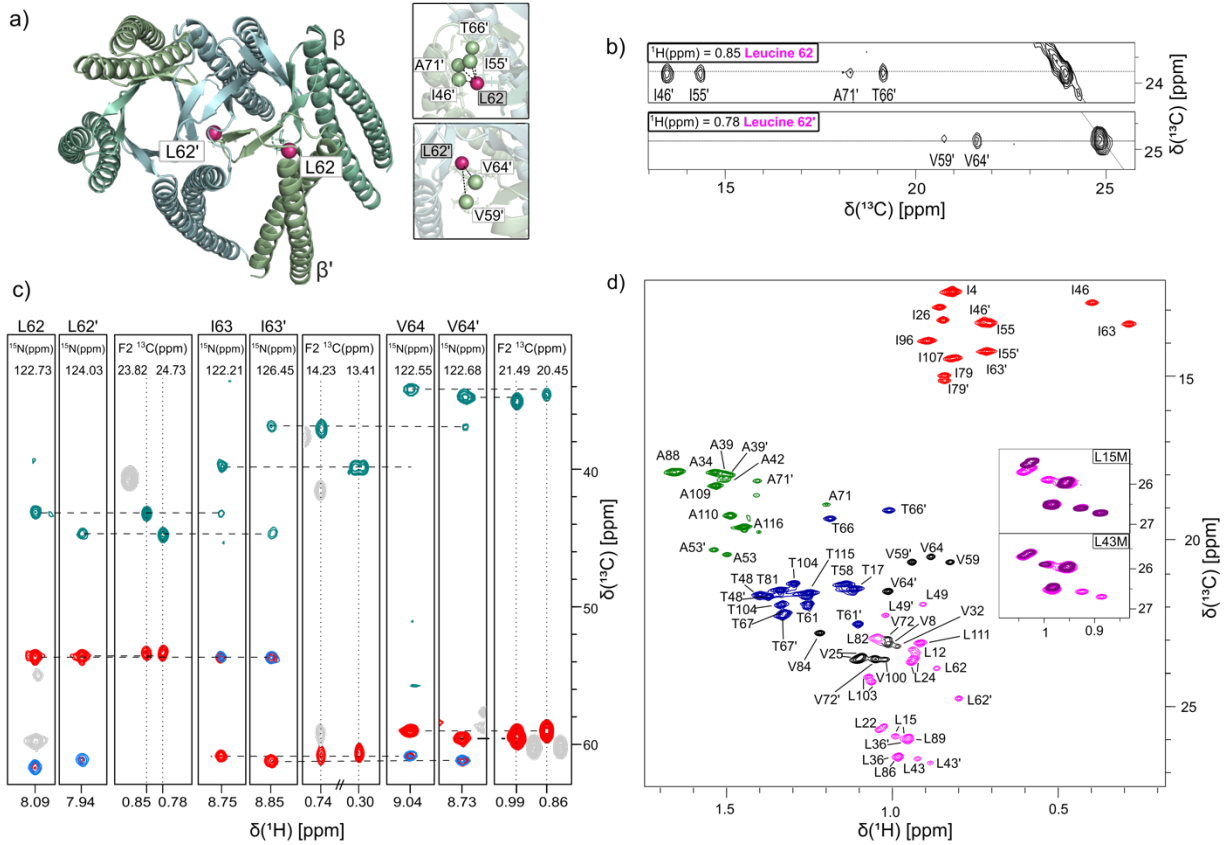 a)
β
β'
L62'
L62
T66'
A71'
I55'
I46'
L62
L62'
V64'
V59'
b)
¹H(ppm) = 0.85 Leucine 62
I46' I55' A71' T66'
24
¹H(ppm) = 0.78 Leucine 62'
V59' V64'
25
15 20 25
δ(¹³C) [ppm]
δ(¹³C) [ppm]
c)
L62 L62' I63 I63' V64 V64'
¹⁵N(ppm) ¹⁵N(ppm) F2 ¹³C(ppm) ¹⁵N(ppm) ¹⁵N(ppm) F2 ¹³C(ppm) ¹⁵N(ppm) ¹⁵N(ppm) F2 ¹³C(ppm)
122.73 124.03 23.82 24.73 122.21 126.45 14.23 13.41 122.55 122.68 21.49 20.45
40
50
60
δ(¹³C) [ppm]
8.09 7.94 0.85 0.78 8.75 8.85 0.74 0.30 9.04 8.73 0.99 0.86
δ(¹H) [ppm]
d)
I4
I26
I46'
I46
I55
I63
I96
I107
I55'
I63'
I79
I79'
15
A88
A34
A39
A39'
A42
A71'
A109
A71
A110
A116
T66
T66'
A53'
A53
20
V59'
V64
V59
T104
T115
T58
T17
T48
T81
V64'
T48'
T104
T61
T61'
L49
L49'
T67
T67'
V72
V8
V32
L82
L111
V84
V25
L12
L24
L62
V72'
V100
L103
L62'
25
L22
L15
L36'
L89
L36
L86
L43
L43'
L15M
26
27
L43M
26
27
1 0.9
1.5 1.0 0.5
δ(¹H) [ppm]
δ(¹³C) [ppm]